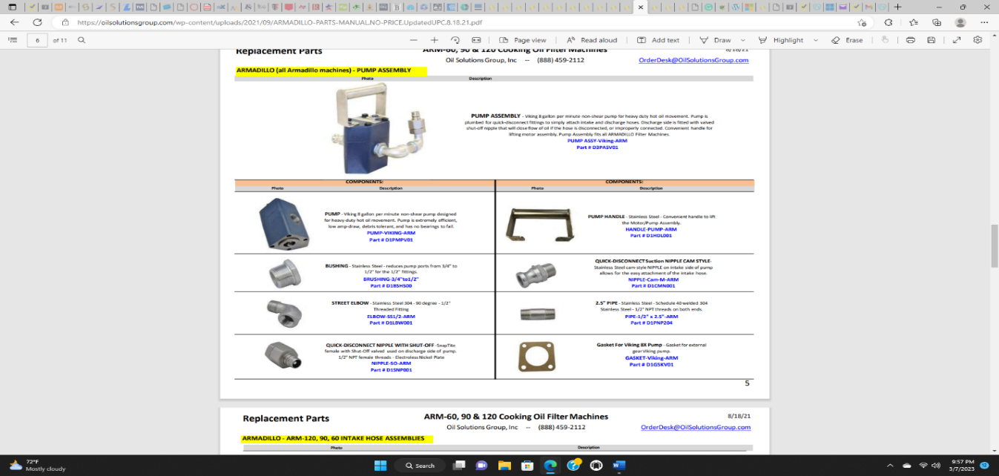 https://oilsolutionsgroup.com/wp-content/uploads/2021/09/ARMADILLO-PARTS-MANUAL.NO-PRICE.UpdatedUPC.8.18.21.pdf
6 of 11
Page view
Read aloud
Add text
Draw
Highlight
Erase
Replacement Parts
ARM-60, 90 & 120 Cooking Oil Filter Machines
8/18/21
Oil Solutions Group, Inc -- (888) 459-2112
OrderDesk@OilSolutionsGroup.com
ARMADILLO (all Armadillo machines) - PUMP ASSEMBLY
Photo
Description
PUMP ASSEMBLY - Viking 8 gallon per minute non-shear pump for heavy duty hot oil movement. Pump is
plumbed for quick-disconnect fittings to simply attach intake and discharge hoses. Discharge side is fitted with valved
shut-off nipple that will close flow of oil if the hose is disconnected, or improperly connected. Convenient handle for
lifting motor assembly. Pump Assembly fits all ARMADILLO Filter Machines.
PUMP ASSY-Viking-ARM
Part # D3PASV01
COMPONENTS:
Photo
Description
PUMP - Viking 8 gallon per minute non-shear pump designed
for heavy-duty hot oil movement. Pump is extremely efficient,
low amp-draw, debris tolerant, and has no bearings to fail.
PUMP-VIKING-ARM
Part # D1PMPV01
BUSHING - Stainless Steel - reduces pump ports from 3/4" to
1/2" for the 1/2" fittings.
BRUSHING-3/4"to1/2"
Part # D1BSH500
STREET ELBOW - Stainless Steel 304 - 90 degree - 1/2"
Threaded Fitting
ELBOW-SS1/2-ARM
Part # D1LBW001
QUICK-DISCONNECT NIPPLE WITH SHUT-OFF -SnapTite
female with Shut-Off valved used on discharge side of pump.
1/2" NPT female threads - Electroless Nickel Plate
NIPPLE-SO-ARM
Part # D1SNP001
COMPONENTS:
Photo
Description
PUMP HANDLE - Stainless Steel - Convenient handle to lift
the Motor/Pump Assembly.
HANDLE-PUMP-ARM
Part # D1HDL001
QUICK-DISCONNECT Suction NIPPLE CAM STYLE-
Stainless Steel cam-style NIPPLE on intake side of pump
allows for the easy attachment of the intake hose.
NIPPLE-Cam-M-ARM
Part # D1CMN001
2.5" PIPE - Stainless Steel - Schedule 40 welded 304
Stainless Steel - 1/2" NPT threads on both ends.
PIPE-1/2" x 2.5"-ARM
Part # D1PNP204
Gasket For Viking 8X Pump - Gasket for external
gear Viking pump.
GASKET-Viking-ARM
Part # D1GSKV01
5
Replacement Parts
ARM-60, 90 & 120 Cooking Oil Filter Machines
8/18/21
Oil Solutions Group, Inc -- (888) 459-2112
OrderDesk@OilSolutionsGroup.com
ARMADILLO - ARM-120, 90, 60 INTAKE HOSE ASSEMBLIES
Photo
Description
72°F
Mostly cloudy
Search
9:57 PM
3/7/2023